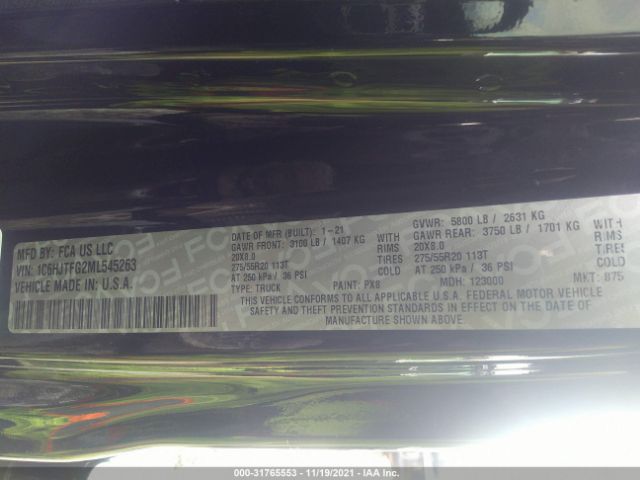 MFD BY: FCA US LLC
VIN: 1C6HJTFG2ML545263
VEHICLE MADE IN: U.S.A.
DATE OF MFR (BUILT): 1-21
GAWR FRONT: 3100 LB / 1407 KG WITH
20X8.0 RIMS
275/55R20 113T TIRES
AT 250 kPa / 36 PSI COLD
TYPE: TRUCK PAINT: PX8
GVWR: 5800 LB / 2631 KG
GAWR REAR: 3750 LB / 1701 KG WITH
20X8.0 RIMS
275/55R20 113T TIRES
AT 250 kPa / 36 PSI COLD
MDH: 123000 MKT: B75
THIS VEHICLE CONFORMS TO ALL APPLICABLE U.S.A. FEDERAL MOTOR VEHICLE
SAFETY AND THEFT PREVENTION STANDARDS IN EFFECT ON THE DATE OF
MANUFACTURE SHOWN ABOVE.
000-31765553 - 11/19/2021 - IAA Inc.